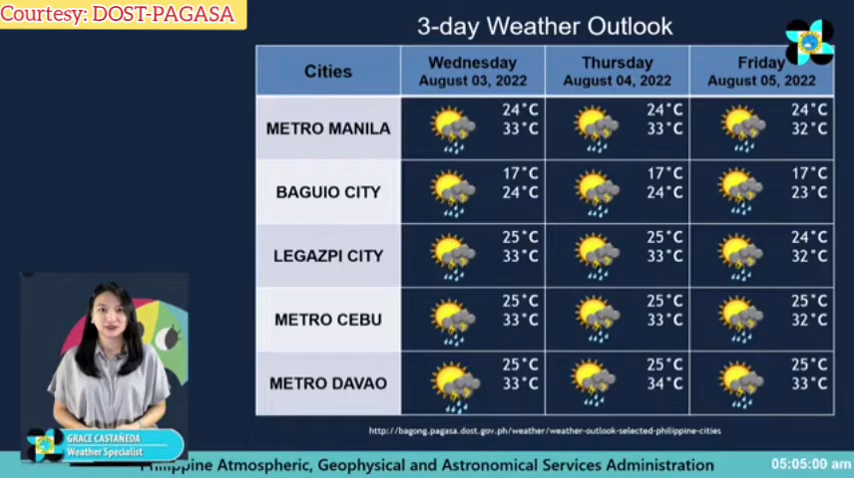 Courtesy: DOST-PAGASA
3-day Weather Outlook
Cities
Wednesday
August 03, 2022
Thursday
August 04, 2022
Friday
August 05, 2022
METRO MANILA
24°C
33°C
24°C
33°C
24°C
32°C
BAGUIO CITY
17°C
24°C
17°C
24°C
17°C
23°C
LEGAZPI CITY
25°C
33°C
25°C
33°C
24°C
32°C
METRO CEBU
25°C
33°C
25°C
33°C
25°C
32°C
METRO DAVAO
25°C
33°C
25°C
34°C
25°C
33°C
http://bagong.pagasa.dost.gov.ph/weather/weather-outlook-selected-philippine-cities
GRACE CASTAÑEDA
Weather Specialist
Philippine Atmospheric, Geophysical and Astronomical Services Administration
05:05:00 am